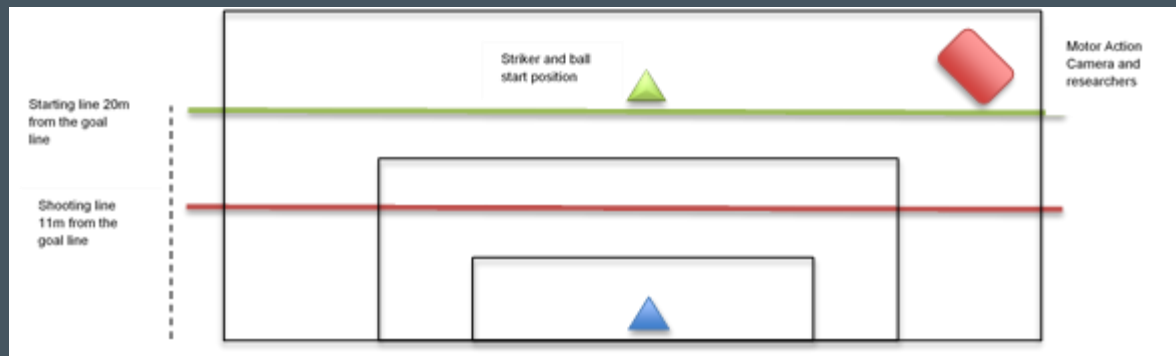 Striker and ball
start position
Motor Action
Camera and
researchers
Starting line 20m
from the goal
line
Shooting line
11m from the
goal line